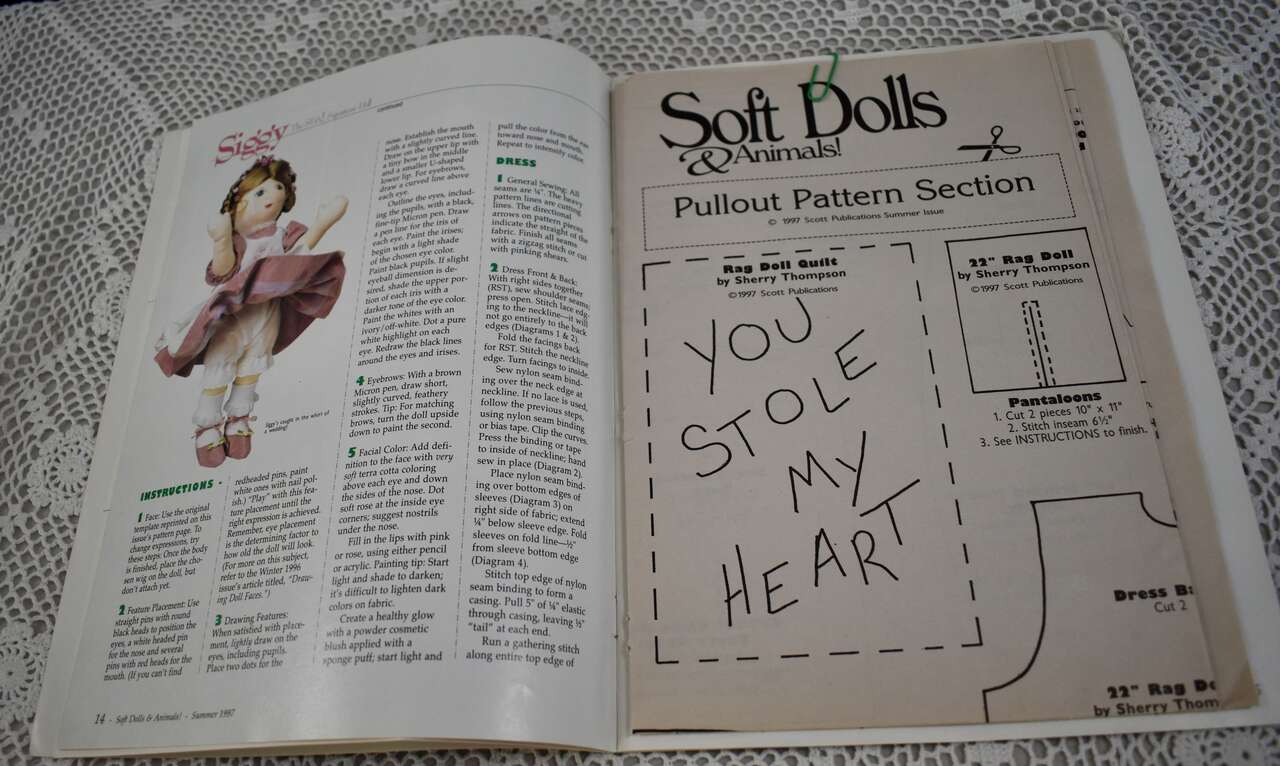 Siggy
continued
Siggy's caught in the whirl of
a wedding!
INSTRUCTIONS -
1 Face: Use the original
template reprinted on this
issue's pattern page. To
change expressions, try
these steps: Once the body
is finished, place the cho-
sen wig on the doll, but
don't attach yet.
2 Feature Placement: Use
straight pins with round
black heads to position the
eyes, a white headed pin
for the nose and several
pins with red heads for the
mouth. (If you can't find
redheaded pins, paint
white ones with nail pol-
ish.) "Play" with this fea-
ture placement until the
right expression is achieved.
Remember, eye placement
is the determining factor to
how old the doll will look.
(For more on this subject,
refer to the Winter 1996
issue's article titled, "Draw-
ing Doll Faces.")
3 Drawing Features:
When satisfied with place-
ment, lightly draw on the
eyes, including pupils.
Place two dots for the
nose. Establish the mouth
with a slightly curved line.
Draw on the upper lip with
a tiny bow in the middle
and a smaller U-shaped
lower lip. For eyebrows,
draw a curved line above
each eye.
Outline the eyes, includ-
ing the pupils, with a black,
fine-tip Micron pen. Draw
a pen line for the iris of
each eye. Paint the irises;
begin with a light shade
of the chosen eye color.
Paint black pupils. If slight
eyeball dimension is de-
sired, shade the upper por-
tion of each iris with a
darker tone of the eye color.
Paint the whites with an
ivory/off-white. Dot a pure
white highlight on each
eye. Redraw the black lines
around the eyes and irises.
4 Eyebrows: With a brown
Micron pen, draw short,
slightly curved, feathery
strokes. Tip: For matching
brows, turn the doll upside
down to paint the second.
5 Facial Color: Add defi-
nition to the face with very
soft terra cotta coloring
above each eye and down
the sides of the nose. Dot
soft rose at the inside eye
corners; suggest nostrils
under the nose.
Fill in the lips with pink
or rose, using either pencil
or acrylic. Painting tip: Start
light and shade to darken;
it's difficult to lighten dark
colors on fabric.
Create a healthy glow
with a powder cosmetic
blush applied with a
sponge puff; start light and
pull the color from the ear
toward nose and mouth.
Repeat to intensify color.
DRESS
1 General Sewing: All
seams are ¼". The heavy
pattern lines are cutting
lines. The directional
arrows on pattern pieces
indicate the straight of the
fabric. Finish all seams
with a zigzag stitch or cut
with pinking shears.
2 Dress Front & Back:
With right sides together
(RST), sew shoulder seams;
press open. Stitch lace edg-
ing to the neckline—it will
not go entirely to the back
edges (Diagrams 1 & 2).
Fold the facings back
for RST. Stitch the neckline
edge. Turn facings to inside.
Sew nylon seam bind-
ing over the neck edge at
neckline. If no lace is used,
follow the previous steps,
using nylon seam binding
or bias tape. Clip the curves.
Press the binding or tape
to inside of neckline; hand
sew in place (Diagram 2).
Place nylon seam bind-
ing over bottom edges of
sleeves (Diagram 3) on
right side of fabric; extend
¼" below sleeve edge. Fold
sleeves on fold line—½"
from sleeve bottom edge
(Diagram 4).
Stitch top edge of nylon
seam binding to form a
casing. Pull 5" of ¼" elastic
through casing, leaving ½"
"tail" at each end.
Run a gathering stitch
along entire top edge of
14 - Soft Dolls & Animals! - Summer 1997
Soft Dolls
& Animals!
Pullout Pattern Section
© 1997 Scott Publications Summer Issue
Rag Doll Quilt
by Sherry Thompson
©1997 Scott Publications
YOU
STOLE
MY
HEART
22" Rag Doll
by Sherry Thompson
©1997 Scott Publications
Pantaloons
1. Cut 2 pieces 10" x 11"
2. Stitch inseam 6½"
3. See INSTRUCTIONS to finish.
Dress
Cut 2
22" Rag
by Sherry